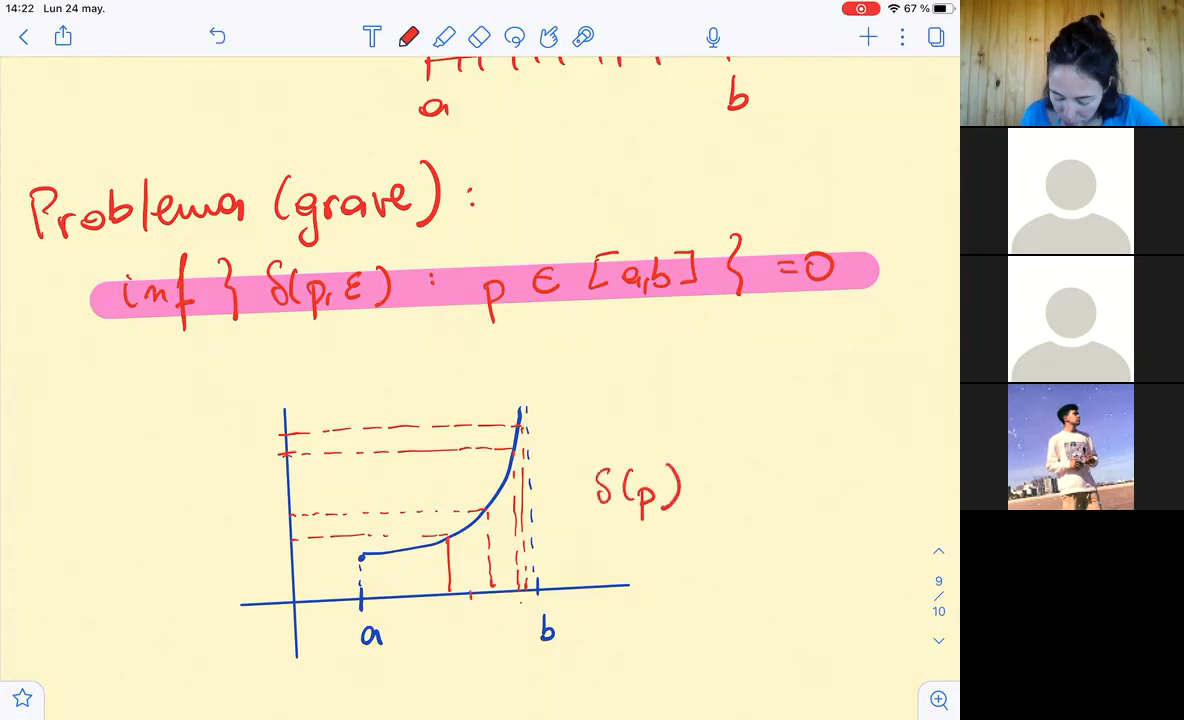 14:22 Lun 24 may.
67 %
T
a b
Problema (grave) :
inf } δ(p, ε) : p ∈ [a,b] } = 0
δ(p)
a b
9
/
10